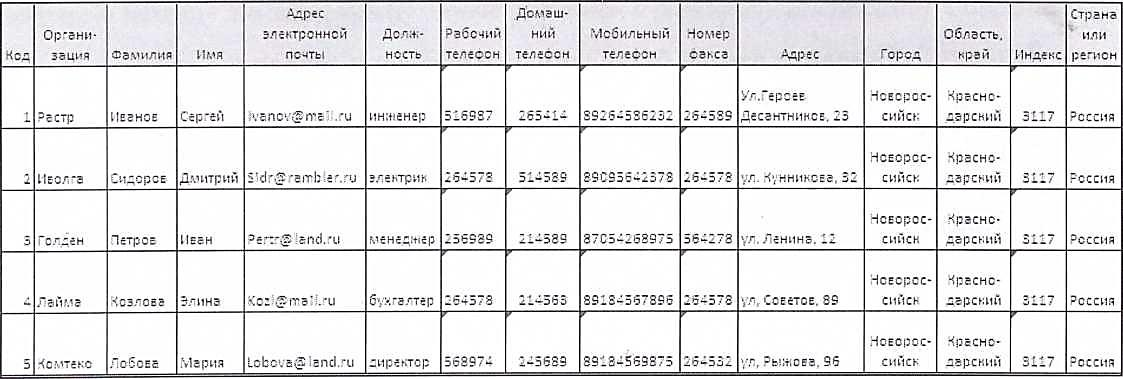 Код Органи-зация Фамилия Имя Адрес электронной почты Долж-ность Рабочий телефон Домаш-ний телефон Мобильный телефон Номер факса Адрес Город Область, край Индекс Страна или регион
1 Растр Иванов Сергей Ivanov@mail.ru инженер 516987 265414 89264586232 264589 Ул.Героев Десантников, 23 Новорос-сийск Красно-дарский 3117 Россия
2 Иволга Сидоров Дмитрий Sidr@rambler.ru электрик 264578 514589 89095642378 264578 ул. Кунникова, 32 Новорос-сийск Красно-дарский 3117 Россия
3 Голден Петров Иван Pertr@land.ru менеджер 256989 214589 87054268975 564278 ул. Ленина, 12 Новорос-сийск Красно-дарский 3117 Россия
4 Лайма Козлова Элина Kozl@mail.ru бухгалтер 264578 214563 89184567896 264578 ул, Советов, 89 Новорос-сийск Красно-дарский 3117 Россия
5 Комтеко Лобова Мария Lobova@land.ru директор 568974 245689 89184569875 264532 ул, Рыжова, 96 Новорос-сийск Красно-дарский 3117 Россия